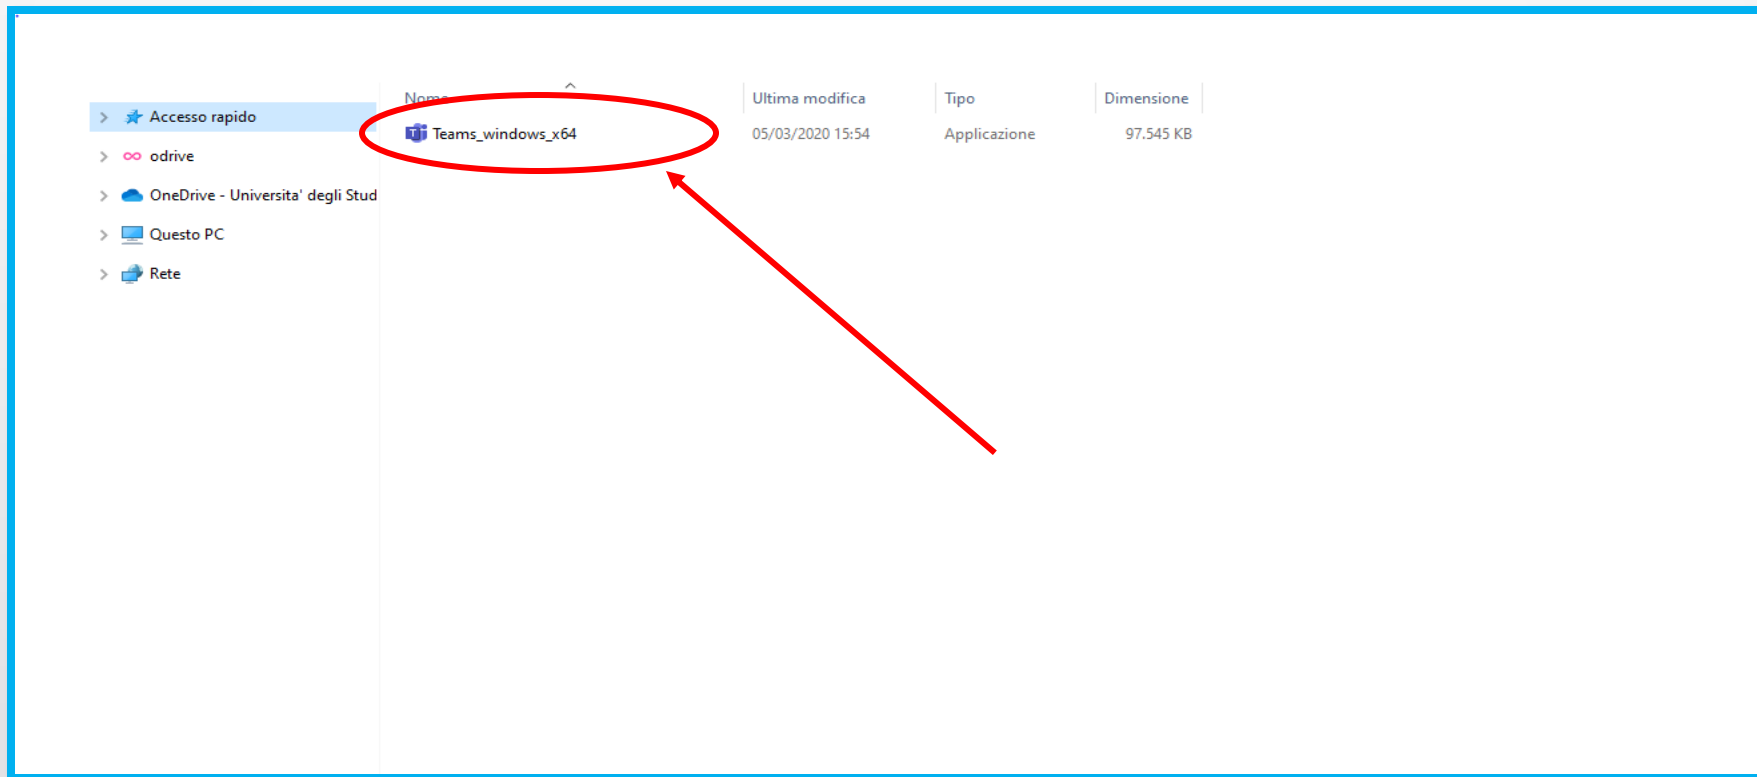 Nome
Ultima modifica
Tipo
Dimensione
Accesso rapido
Teams_windows_x64
05/03/2020 15:54
Applicazione
97.545 KB
odrive
OneDrive - Universita' degli Stud
Questo PC
Rete